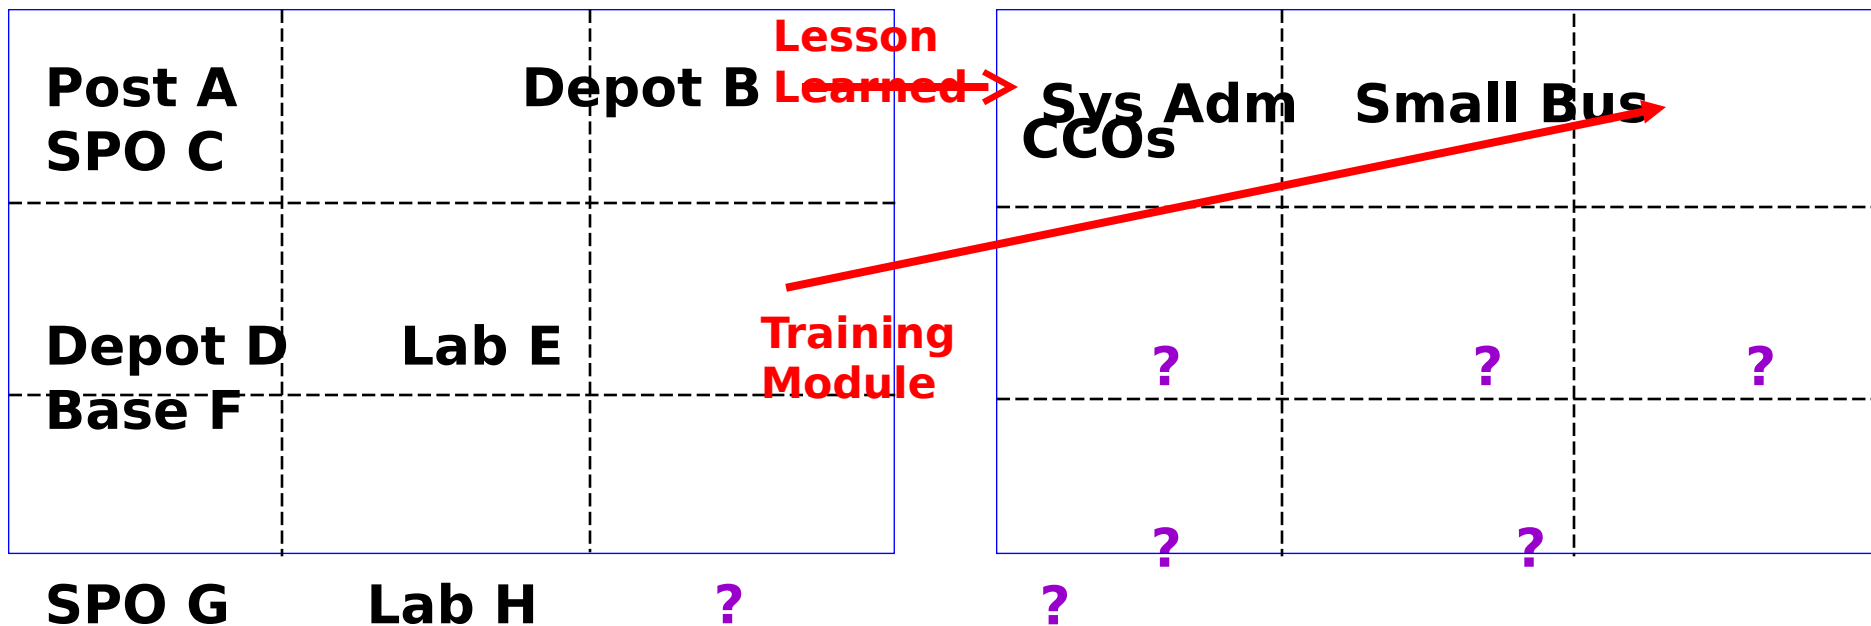 Post A Depot B
SPO C
Lesson
Learned
Sys Adm Small Bus
CCOs
Depot D Lab E
Base F
Training
Module
? ? ?
? ?
SPO G Lab H ? ?